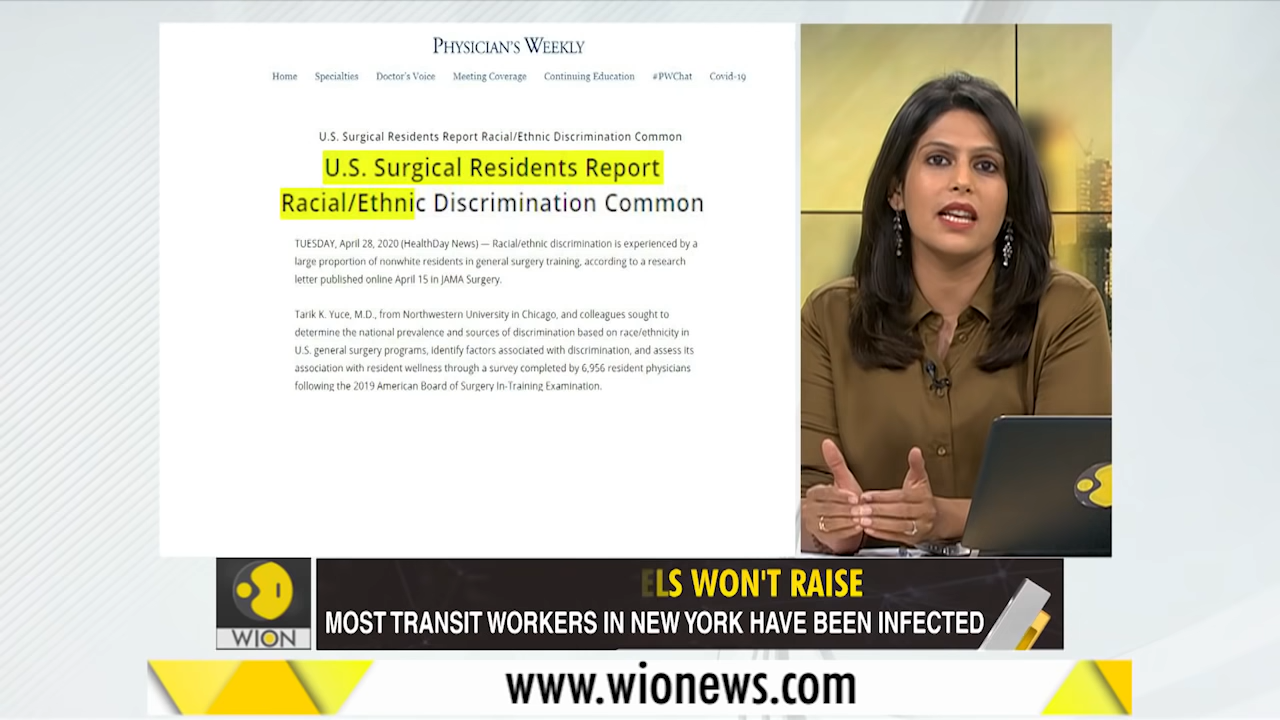 PHYSICIAN'S WEEKLY
Home Specialties Doctor's Voice Meeting Coverage Continuing Education #PWChat Covid-19
U.S. Surgical Residents Report Racial/Ethnic Discrimination Common
U.S. Surgical Residents Report
Racial/Ethnic Discrimination Common
TUESDAY, April 28, 2020 (HealthDay News) — Racial/ethnic discrimination is experienced by a
large proportion of nonwhite residents in general surgery training, according to a research
letter published online April 15 in JAMA Surgery.
Tarik K. Yuce, M.D., from Northwestern University in Chicago, and colleagues sought to
determine the national prevalence and sources of discrimination based on race/ethnicity in
U.S. general surgery programs, identify factors associated with discrimination, and assess its
association with resident wellness through a survey completed by 6,956 resident physicians
following the 2019 American Board of Surgery In-Training Examination.
ELS WON'T RAISE
MOST TRANSIT WORKERS IN NEW YORK HAVE BEEN INFECTED
WION
www.wionews.com